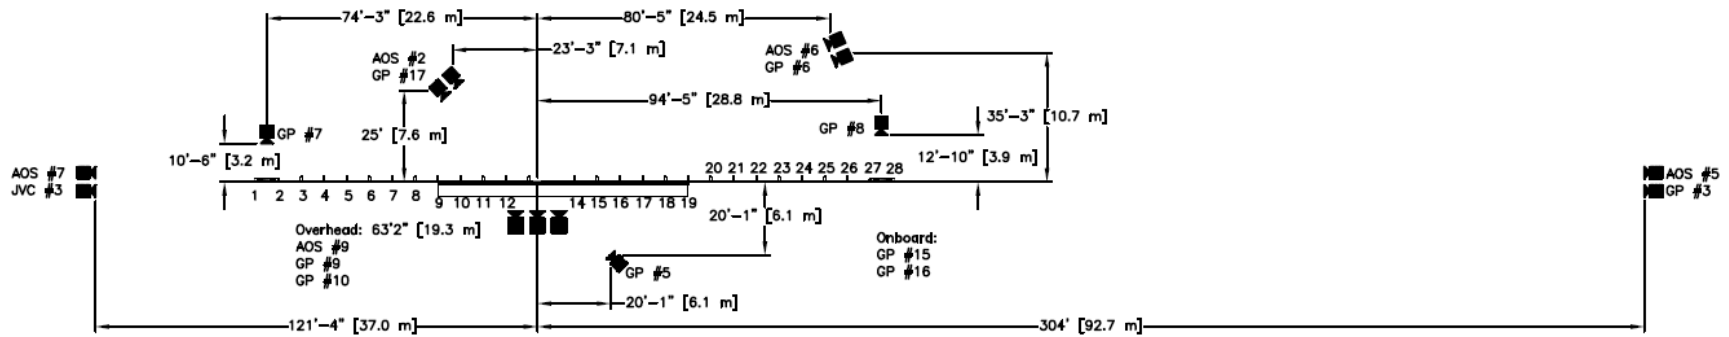 74'-3" [22.6 m]
80'-5" [24.5 m]
AOS #2
GP #17
23'-3" [7.1 m]
AOS #6
GP #6
94'-5" [28.8 m]
35'-3" [10.7 m]
GP #7
25' [7.6 m]
GP #8
10'-6" [3.2 m]
12'-10" [3.9 m]
AOS #7
JVC #3
20 21 22 23 24 25 26 27 28
AOS #5
GP #3
1 2 3 4 5 6 7 8 9 10 11 12 14 15 16 17 18 19
20'-1" [6.1 m]
Overhead: 63'2" [19.3 m]
AOS #9
GP #9
GP #10
Onboard:
GP #15
GP #16
GP #5
20'-1" [6.1 m]
121'-4" [37.0 m]
304' [92.7 m]